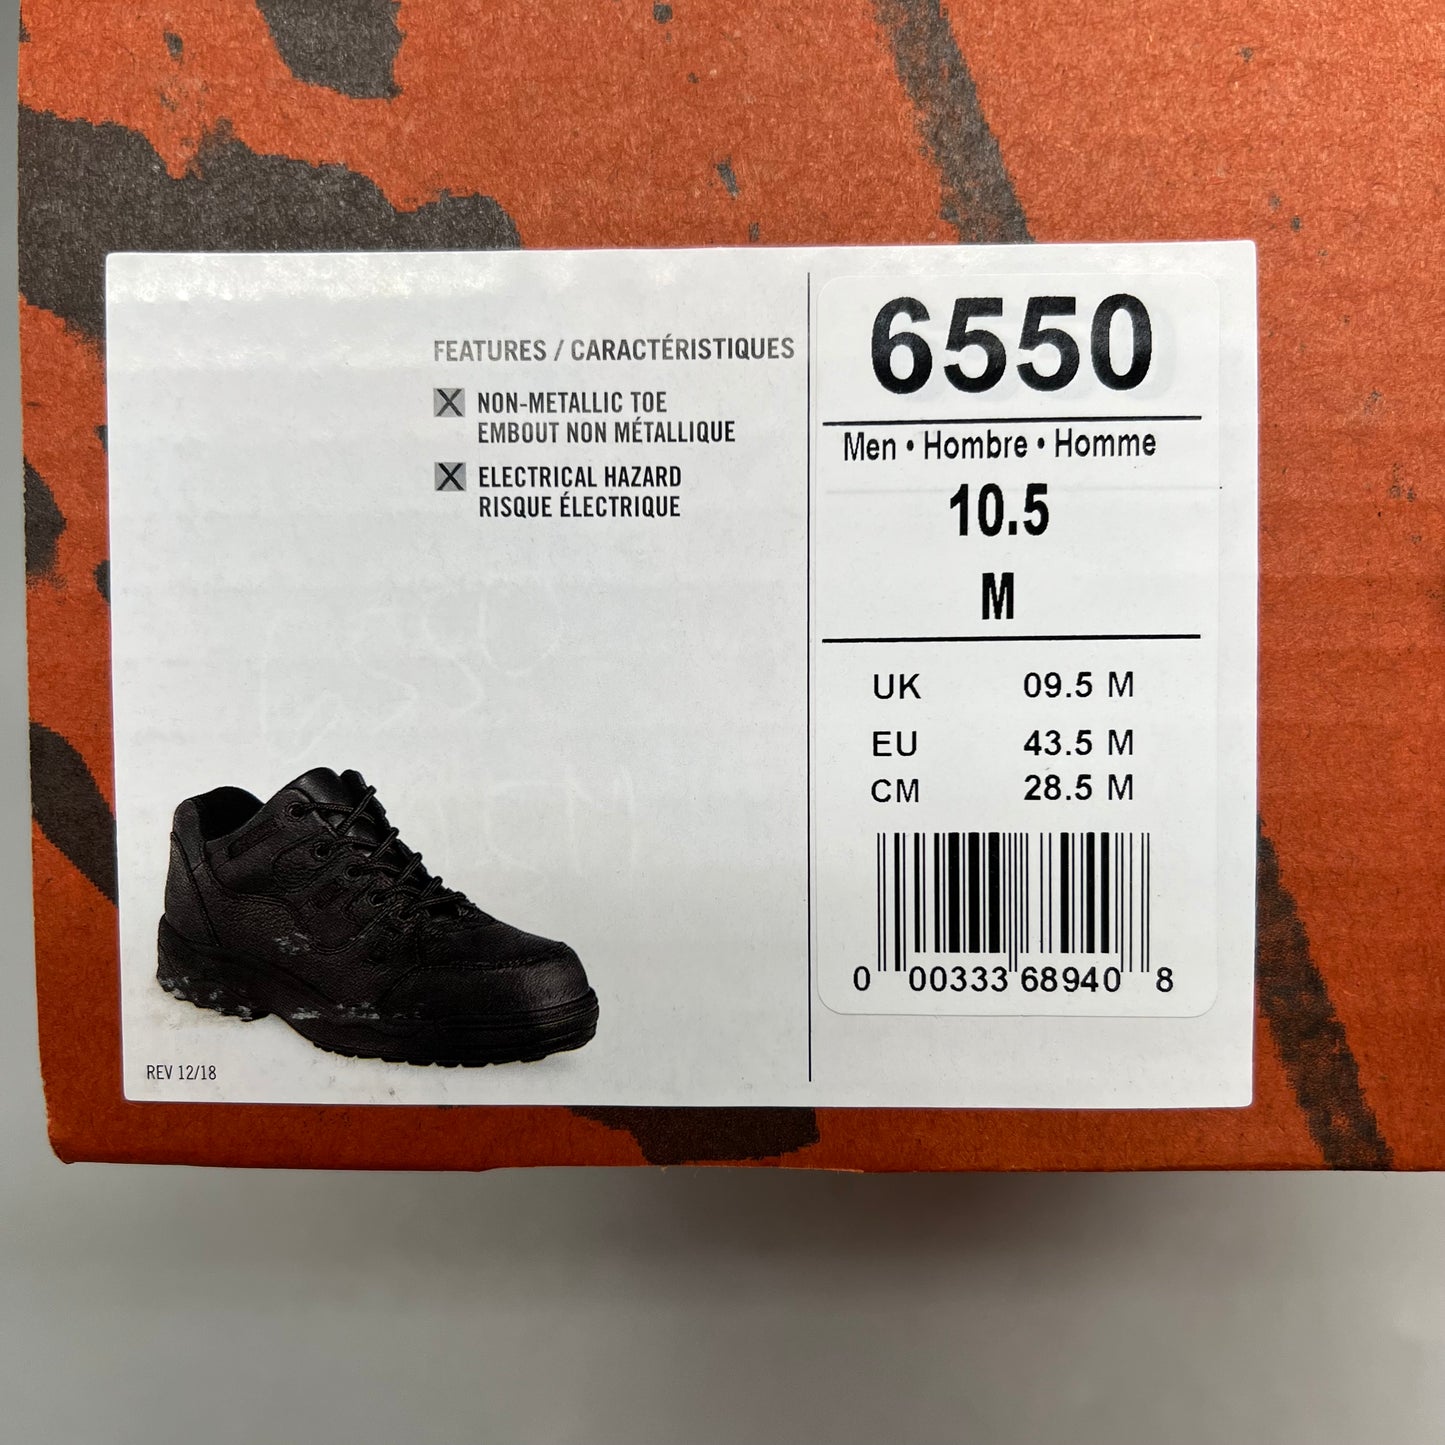 FEATURES / CARACTÉRISTIQUES
NON-METALLIC TOE
EMBOUT NON MÉTALLIQUE
ELECTRICAL HAZARD
RISQUE ÉLECTRIQUE
REV 12/18
6550
Men • Hombre • Homme
10.5
M
UK 09.5 M
EU 43.5 M
CM 28.5 M
0 00333 68940 8